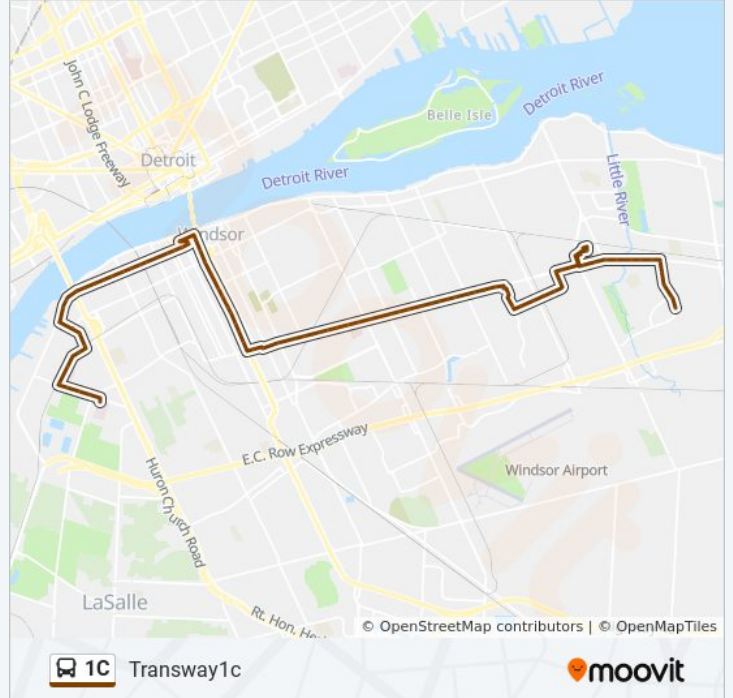 John C Lodge Freeway
Detroit River
Belle Isle
Detroit
Little River
Detroit River
Windsor
E.C. Row Expressway
Windsor Airport
Huron Church Road
LaSalle
Rt. Hon. He
© OpenStreetMap contributors | © OpenMapTiles
1C Transway1c
moovit